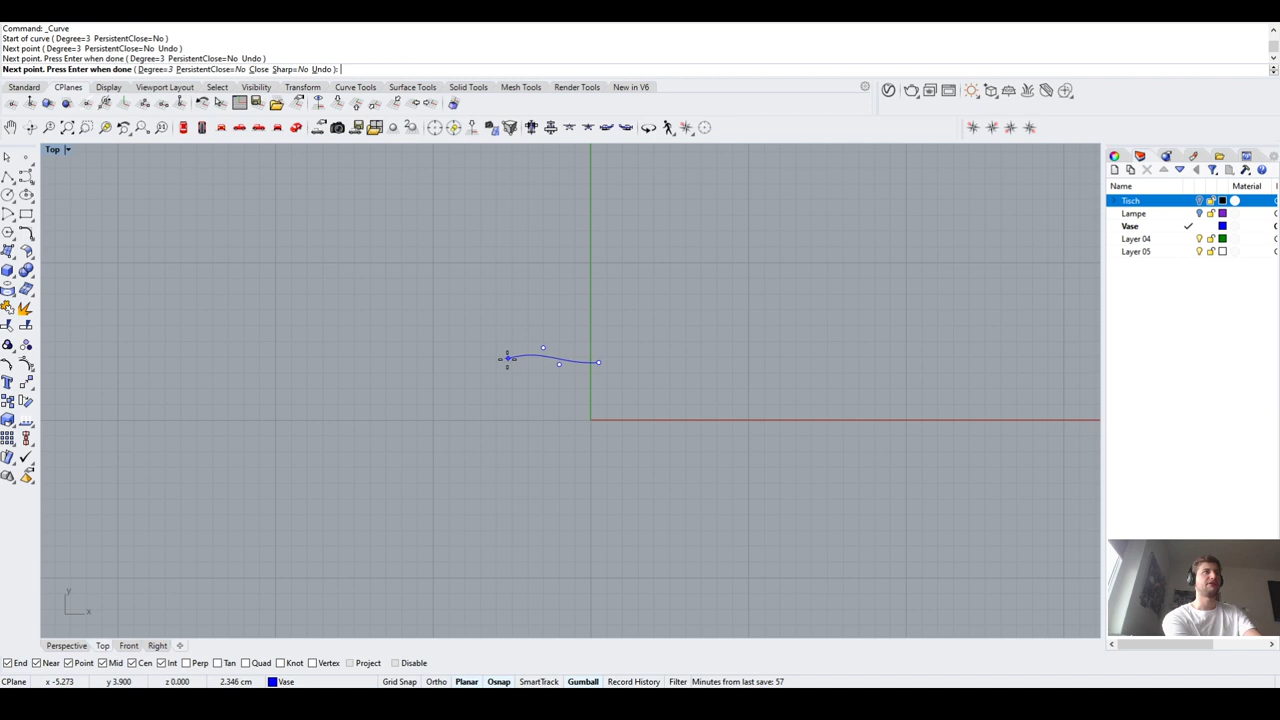 Command: _Curve
Start of curve ( Degree=3  PersistentClose=No )
Next point ( Degree=3  PersistentClose=No  Undo )
Next point. Press Enter when done ( Degree=3  PersistentClose=No  Undo )
Next point. Press Enter when done ( Degree=3  PersistentClose=No  Close  Sharp=No  Undo ):
Standard CPlanes Display Viewport Layout Select Visibility Transform Curve Tools Surface Tools Solid Tools Mesh Tools Render Tools New in V6
Top
Name Material
Tisch
Lampe
Vase
Layer 04
Layer 05
y
x
Perspective Top Front Right
End Near Point Mid Cen Int Perp Tan Quad Knot Vertex Project Disable
CPlane x -5.273 y 3.900 z 0.000 2.346 cm Vase Grid Snap Ortho Planar Osnap SmartTrack Gumball Record History Filter Minutes from last save: 57